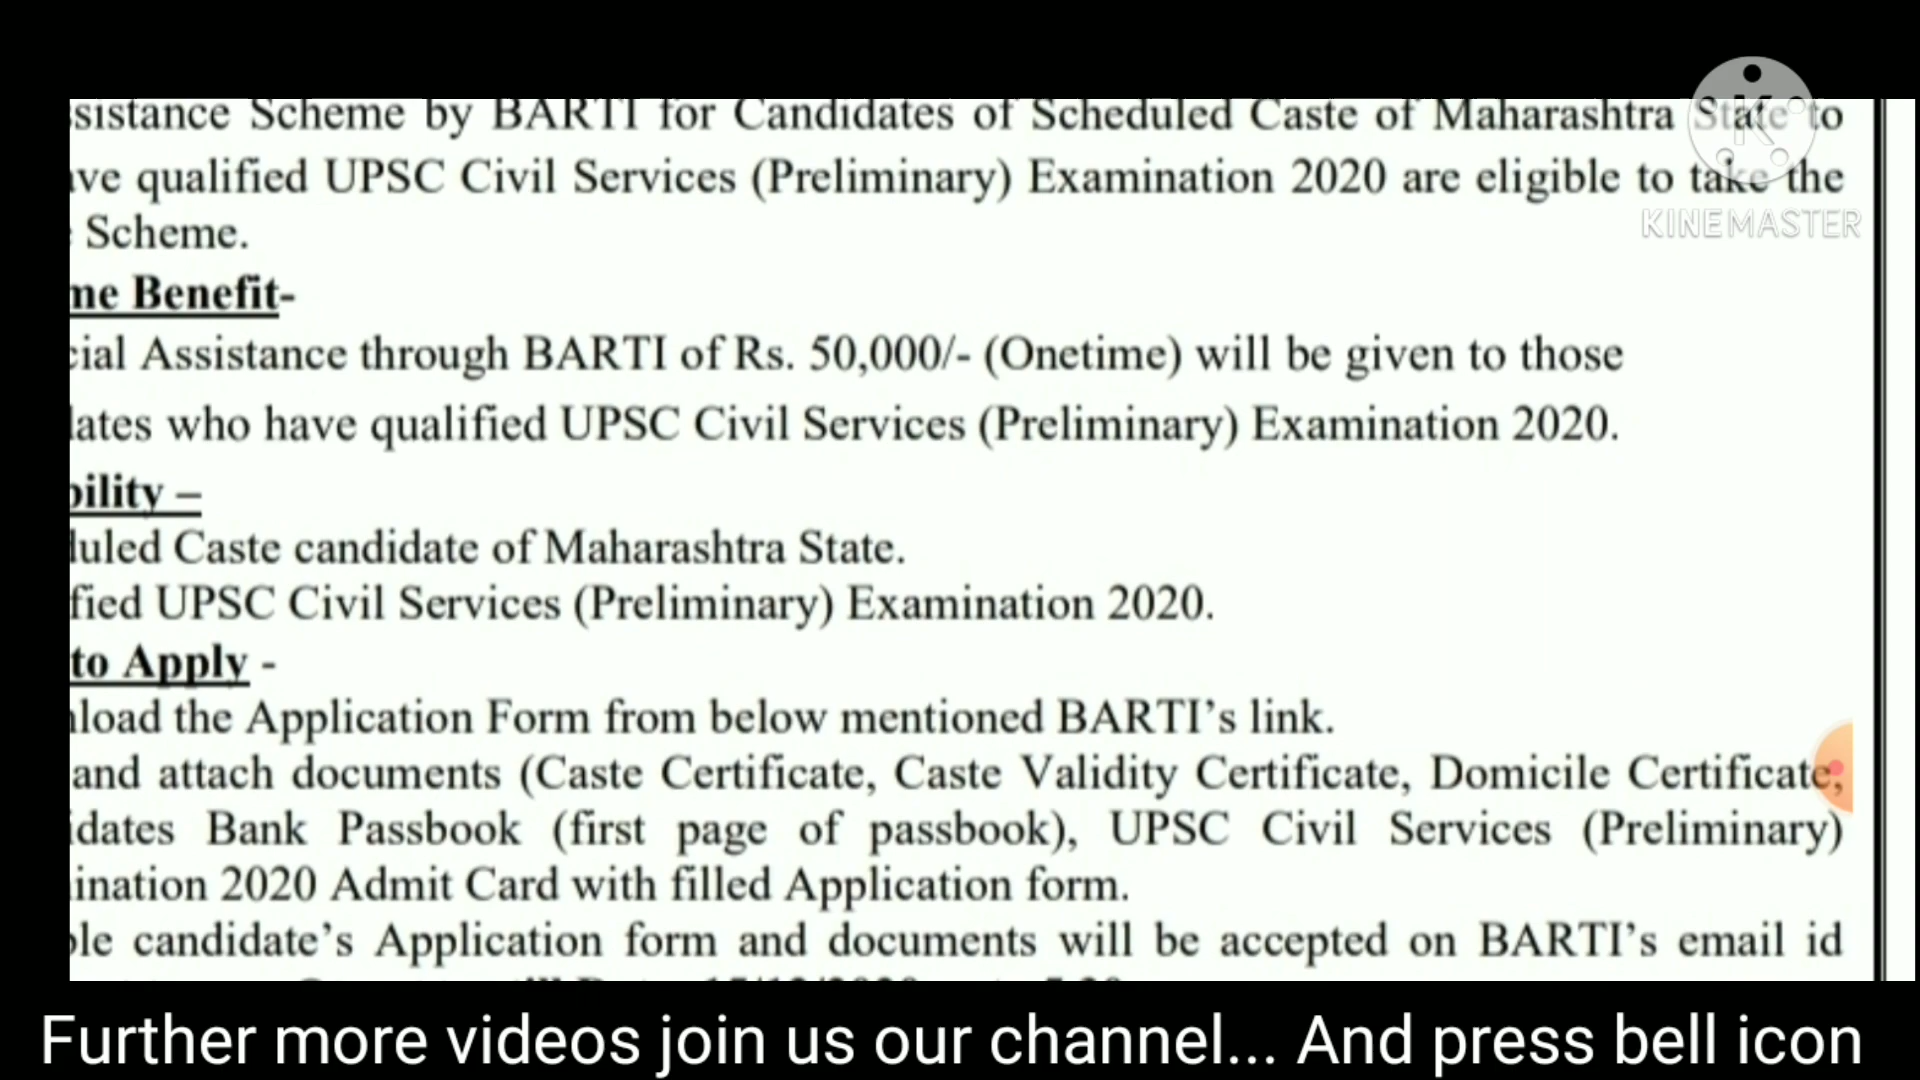 sistance Scheme by BARTI for Candidates of Scheduled Caste of Maharashtra State to
ve qualified UPSC Civil Services (Preliminary) Examination 2020 are eligible to take the
Scheme.
me Benefit-
cial Assistance through BARTI of Rs. 50,000/- (Onetime) will be given to those
lates who have qualified UPSC Civil Services (Preliminary) Examination 2020.
bility –
luled Caste candidate of Maharashtra State.
fied UPSC Civil Services (Preliminary) Examination 2020.
to Apply -
load the Application Form from below mentioned BARTI's link.
and attach documents (Caste Certificate, Caste Validity Certificate, Domicile Certificate,
idates Bank Passbook (first page of passbook), UPSC Civil Services (Preliminary)
ination 2020 Admit Card with filled Application form.
ble candidate's Application form and documents will be accepted on BARTI's email id
K
KINEMASTER
Further more videos join us our channel... And press bell icon